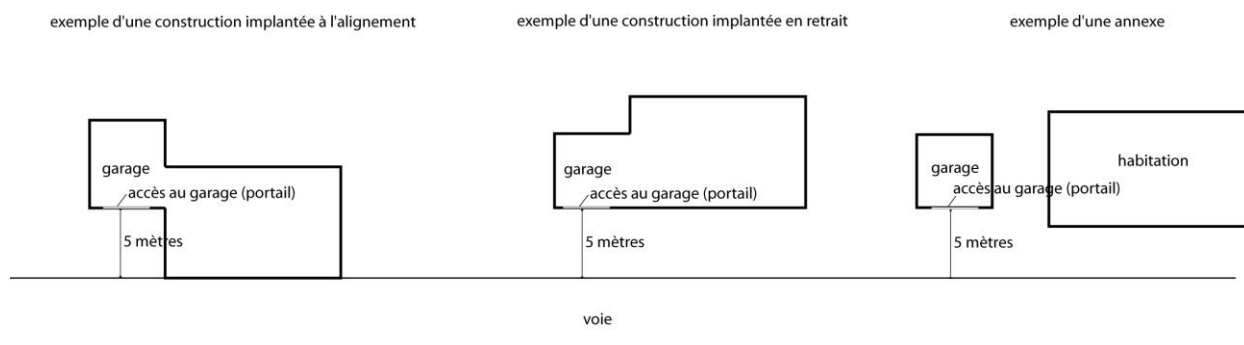 exemple d'une construction implantée à l'alignement
exemple d'une construction implantée en retrait
exemple d'une annexe
garage
accès au garage (portail)
5 mètres
garage
accès au garage (portail)
5 mètres
garage
accès au garage (portail)
5 mètres
habitation
voie